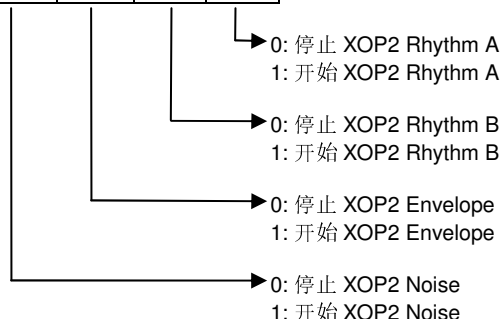 0: 停止 XOP2 Rhythm A
1: 开始 XOP2 Rhythm A
0: 停止 XOP2 Rhythm B
1: 开始 XOP2 Rhythm B
0: 停止 XOP2 Envelope
1: 开始 XOP2 Envelope
0: 停止 XOP2 Noise
1: 开始 XOP2 Noise